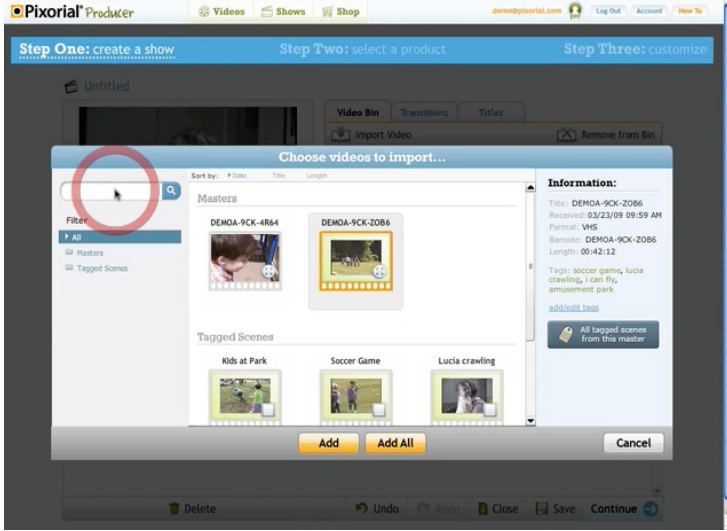 Pixorial Producer
Videos
Shows
Shop
demo@pixorial.com
Log Out
Account
How To
Step One: create a show
Step Two: select a product
Step Three: customize
Untitled
Video Bin
Transitions
Titles
Import Video
Remove from Bin
Choose videos to import...
Sort by: Date Title Length
Filter
All
Masters
Tagged Scenes
Masters
DEMOA-9CK-4R64
DEMOA-9CK-ZOB6
Tagged Scenes
Kids at Park
Soccer Game
Lucia crawling
Information:
Title: DEMOA-9CK-ZOB6
Received: 03/23/09 09:59 AM
Format: VHS
Barcode: DEMOA-9CK-ZOB6
Length: 00:42:12
Tags: soccer game, lucia
crawling, i can fly,
amusement park
add/edit tags
All tagged scenes
from this master
Add
Add All
Cancel
Delete
Undo
Redo
Close
Save
Continue